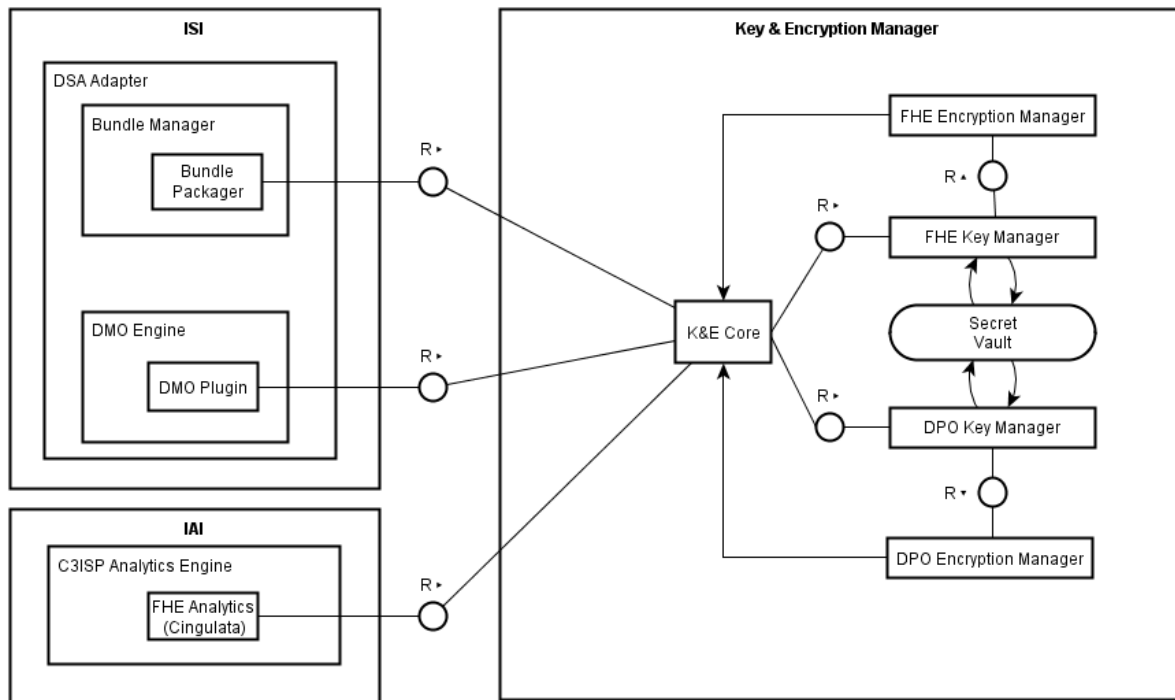 ISI
DSA Adapter
Bundle Manager
Bundle
Packager
DMO Engine
DMO Plugin
IAI
C3ISP Analytics Engine
FHE Analytics
(Cingulata)
R ▸
R ▸
R ▸
Key & Encryption Manager
K&E Core
R ▸
R ▸
FHE Encryption Manager
R ▴
FHE Key Manager
Secret
Vault
DPO Key Manager
R ▾
DPO Encryption Manager